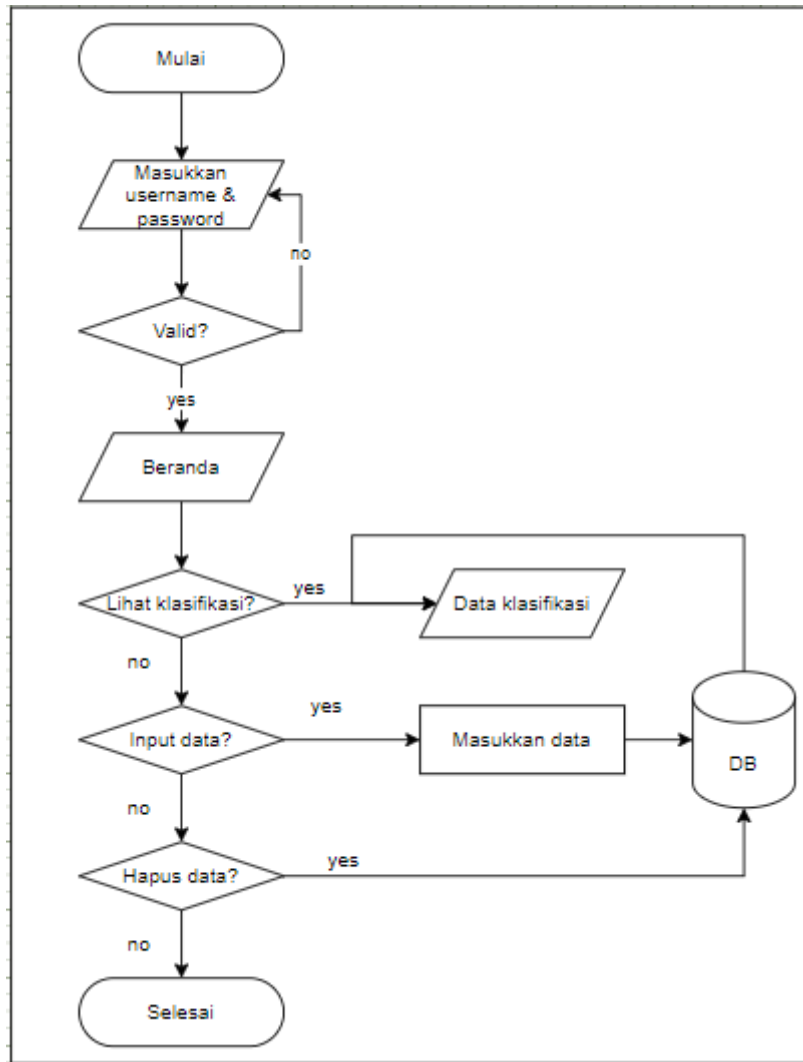 Mulai
Masukkan
username &
password
no
Valid?
yes
Beranda
Lihat klasifikasi?
yes
Data klasifikasi
no
Input data?
yes
Masukkan data
DB
no
Hapus data?
yes
no
Selesai